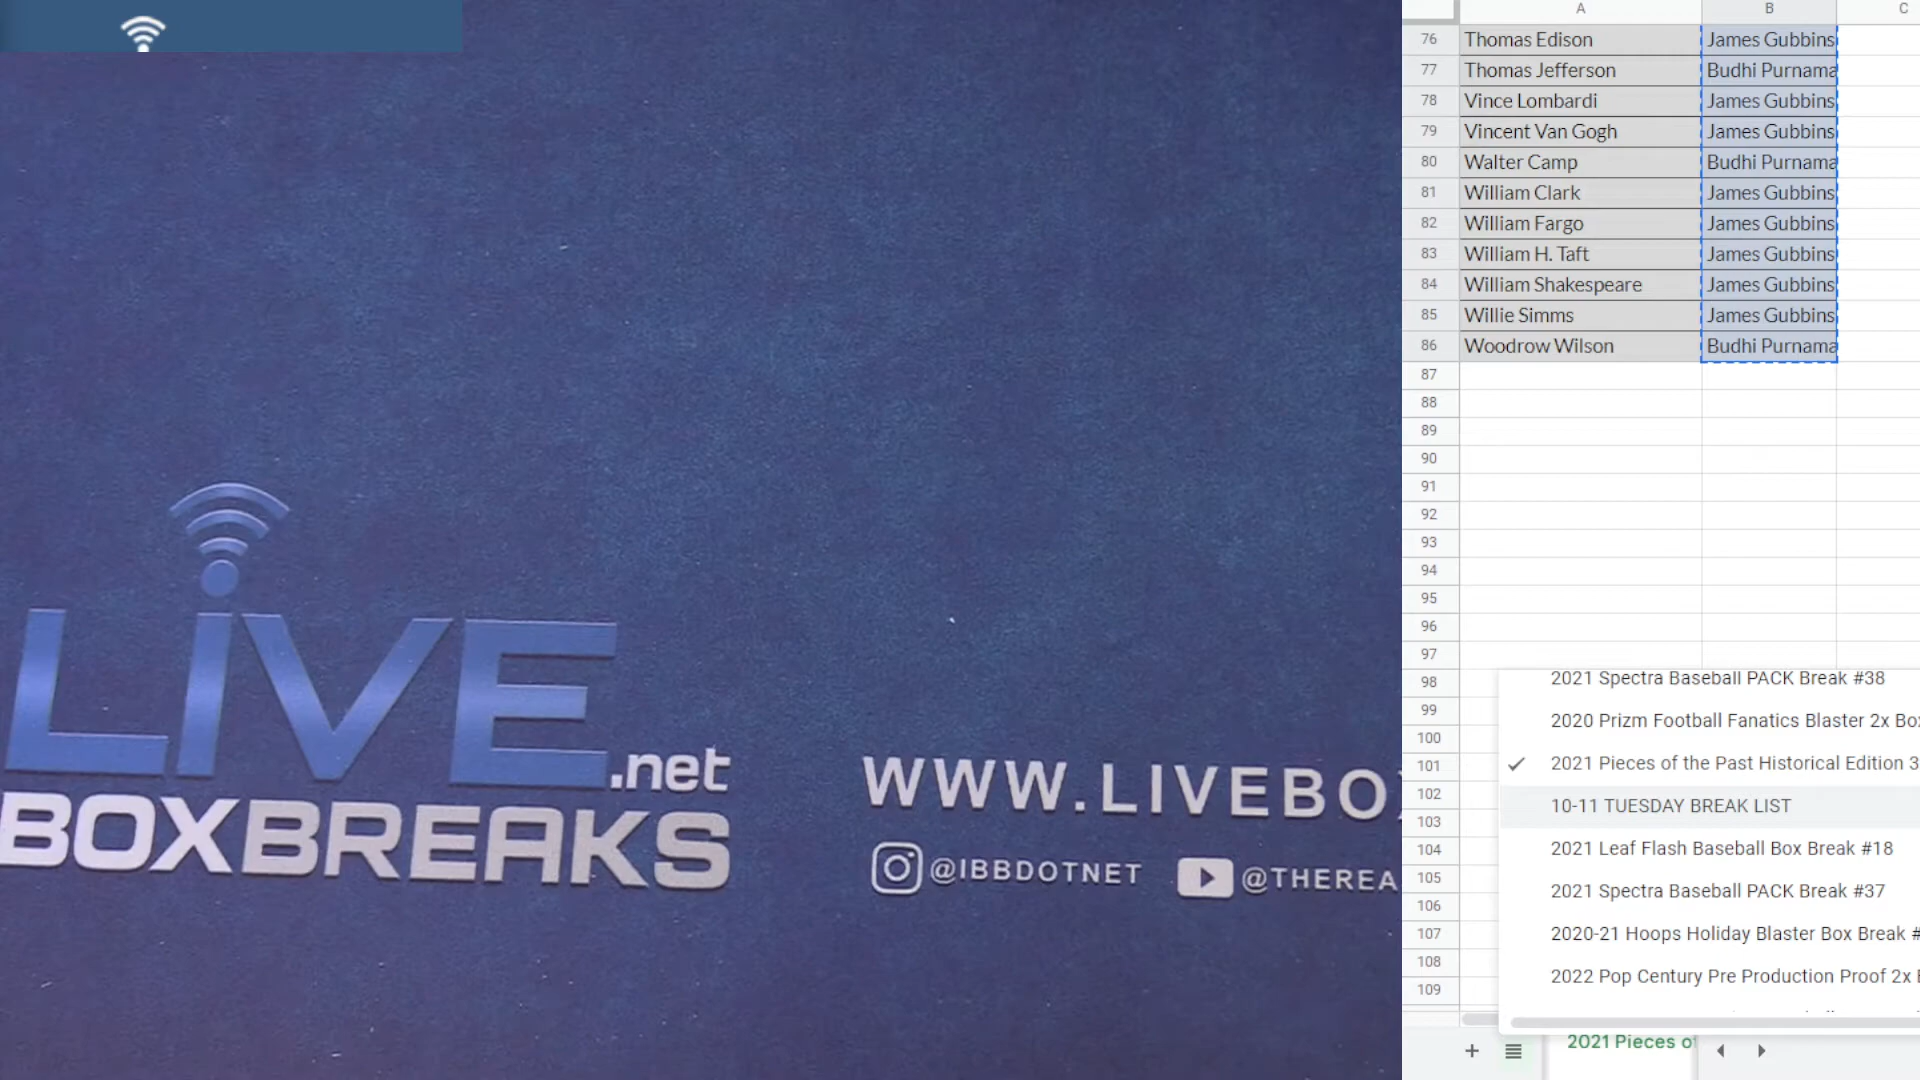 LIVE
.net
BOXBREAKS
WWW.LIVEBO
@IBBDOTNET
@THEREA
A B C
76 Thomas Edison James Gubbins
77 Thomas Jefferson Budhi Purnama
78 Vince Lombardi James Gubbins
79 Vincent Van Gogh James Gubbins
80 Walter Camp Budhi Purnama
81 William Clark James Gubbins
82 William Fargo James Gubbins
83 William H. Taft James Gubbins
84 William Shakespeare James Gubbins
85 Willie Simms James Gubbins
86 Woodrow Wilson Budhi Purnama
87
88
89
90
91
92
93
94
95
96
97
98
99
100
101
102
103
104
105
106
107
108
109
2021 Spectra Baseball PACK Break #38
2020 Prizm Football Fanatics Blaster 2x Box
2021 Pieces of the Past Historical Edition 3
10-11 TUESDAY BREAK LIST
2021 Leaf Flash Baseball Box Break #18
2021 Spectra Baseball PACK Break #37
2020-21 Hoops Holiday Blaster Box Break #
2022 Pop Century Pre Production Proof 2x
2021 Pieces of